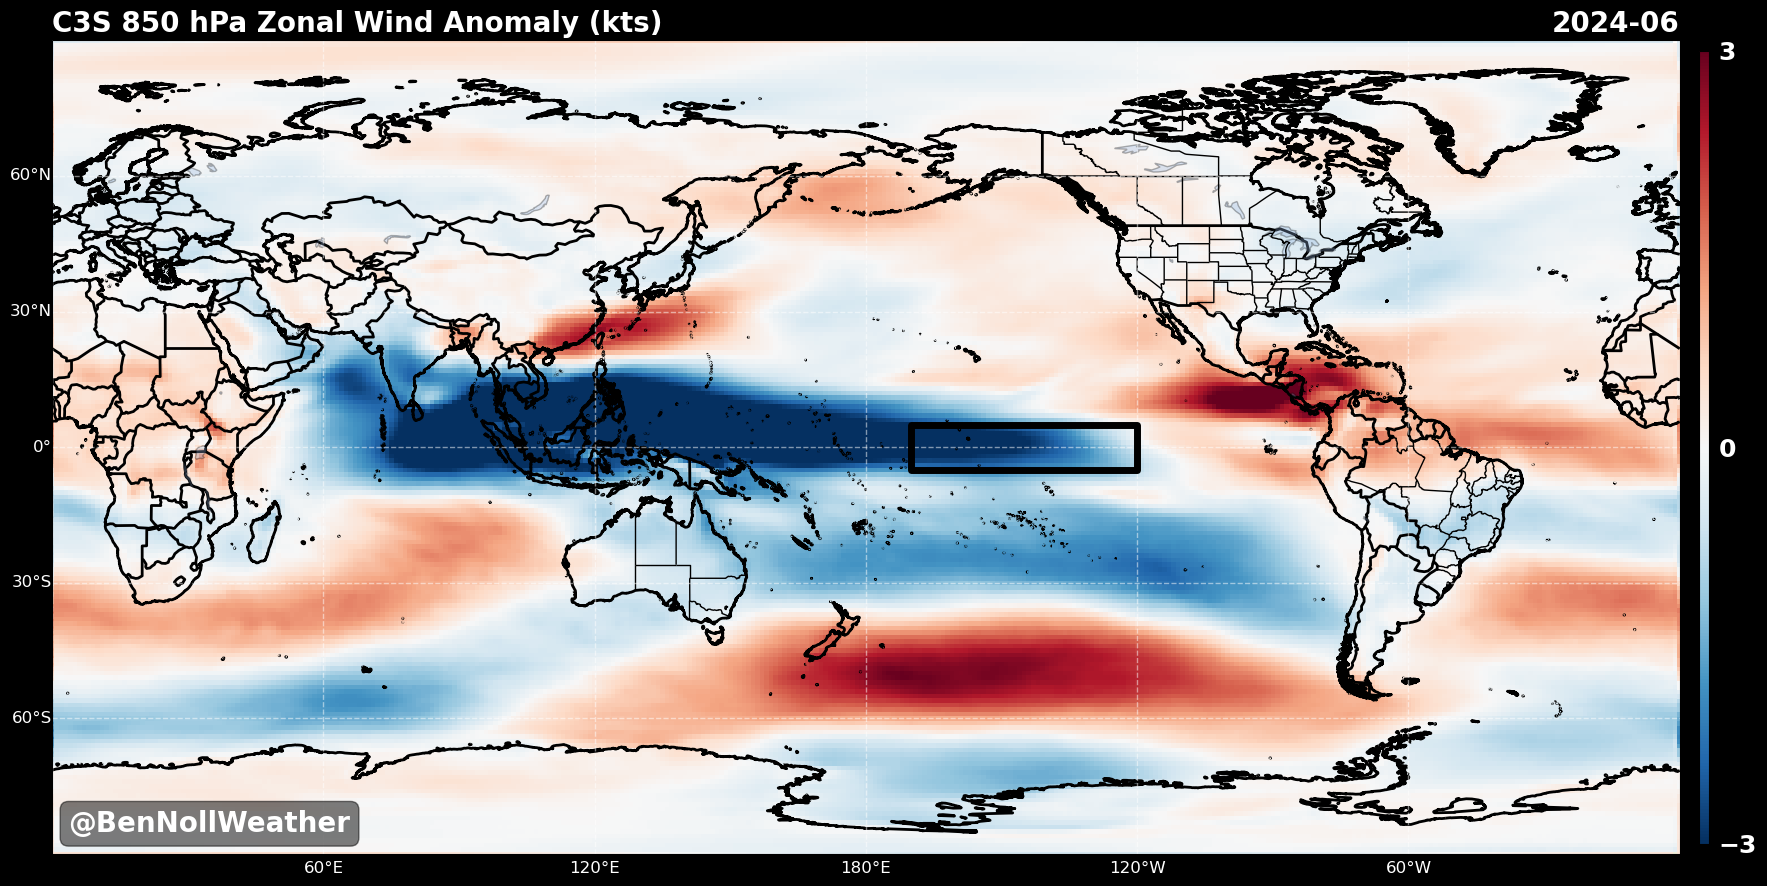 C3S 850 hPa Zonal Wind Anomaly (kts)
2024-06
3
60°N
30°N
0°
0
30°S
60°S
@BenNollWeather
−3
60°E
120°E
180°E
120°W
60°W